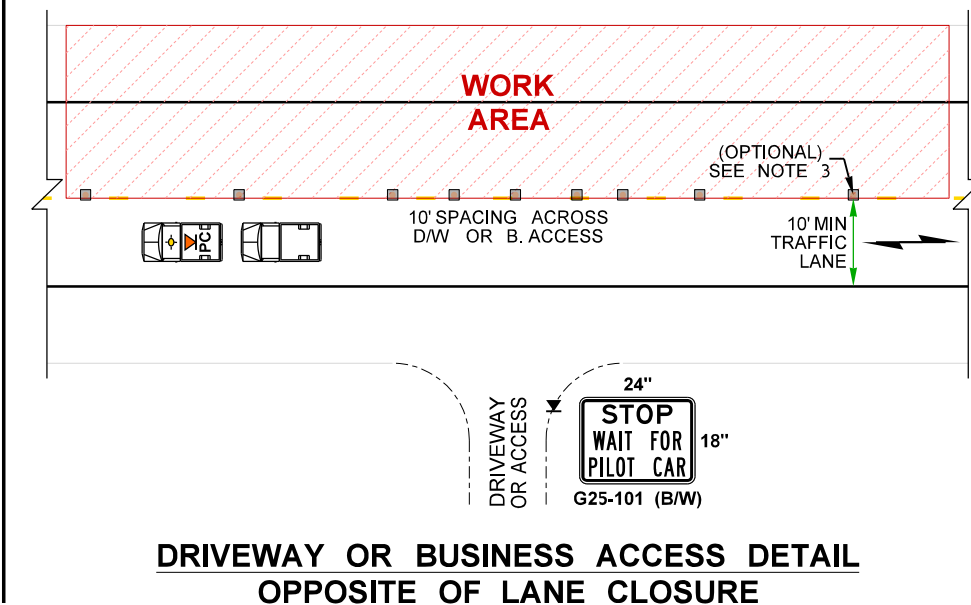 WORK
AREA
(OPTIONAL)
SEE NOTE 3
10' SPACING ACROSS
D/W OR B. ACCESS
10' MIN
TRAFFIC
LANE
PC
DRIVEWAY
OR ACCESS
24"
STOP
WAIT FOR
PILOT CAR
18"
G25-101 (B/W)
DRIVEWAY OR BUSINESS ACCESS DETAIL
OPPOSITE OF LANE CLOSURE